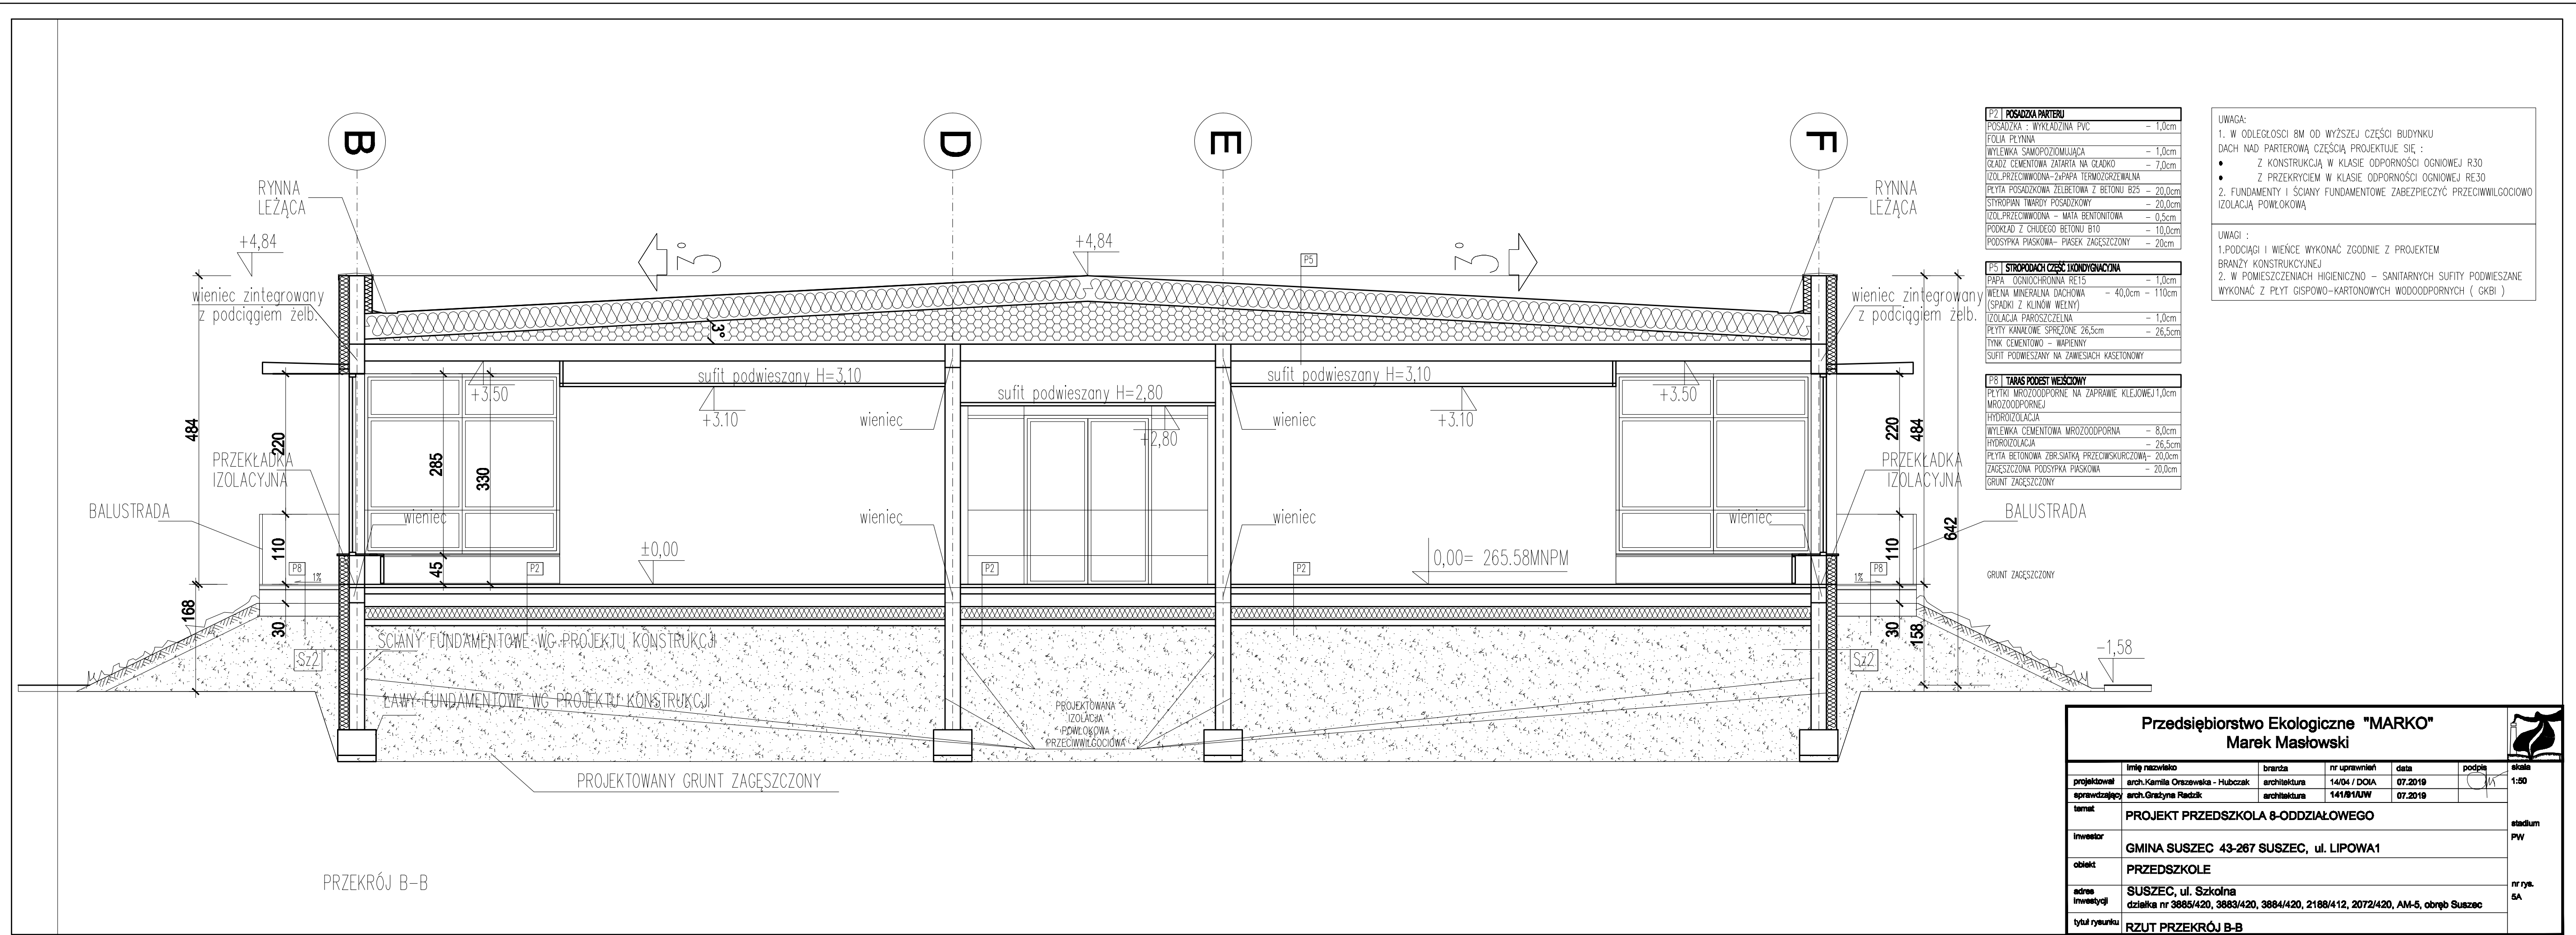 B
D
E
F
RYNNA
LEŻĄCA
RYNNA
LEŻĄCA
+4,84
+4,84
3°
3°
P5
wieniec zintegrowany
z podciągiem żelb.
wieniec zintegrowany
z podciągiem żelb.
3°
sufit podwieszany H=3,10
sufit podwieszany H=2,80
sufit podwieszany H=3,10
+3.50
+3.10
+2,80
+3.10
+3.50
wieniec
wieniec
484
220
285
330
220
484
PRZEKŁADKA
IZOLACYJNA
PRZEKŁADKA
IZOLACYJNA
BALUSTRADA
BALUSTRADA
wieniec
wieniec
wieniec
wieniec
642
110
45
110
±0,00
0,00= 265.58MNPM
P8
1%
P2
P2
P2
1%
P8
GRUNT ZAGĘSZCZONY
168
30
30
158
Sz2
Sz2
-1,58
ŚCIANY FUNDAMENTOWE WG PROJEKTU KONSTRUKCJI
ŁAWY FUNDAMENTOWE WG PROJEKTU KONSTRUKCJI
PROJEKTOWANA
IZOLACJA
POWŁOKOWA
PRZECIWWILGOCIOWA
PROJEKTOWANY GRUNT ZAGĘSZCZONY
PRZEKRÓJ B-B
P2 POSADZKA PARTERU
POSADZKA : WYKŁADZINA PVC - 1,0cm
FOLIA PŁYNNA
WYLEWKA SAMOPOZIOMUJĄCA - 1,0cm
GŁADZ CEMENTOWA ZATARTA NA GŁADKO - 7,0cm
IZOL.PRZECIWWODNA-2xPAPA TERMOZGRZEWALNA
PŁYTA POSADZKOWA ŻELBETOWA Z BETONU B25 - 20,0cm
STYROPIAN TWARDY POSADZKOWY - 20,0cm
IZOL.PRZECIWWODNA - MATA BENTONITOWA - 0,5cm
PODKŁAD Z CHUDEGO BETONU B10 - 10,0cm
PODSYPKA PIASKOWA- PIASEK ZAGĘSZCZONY - 20cm
P5 STROPODACH CZĘŚĆ 1KONDYGNACYJNA
PAPA OGNIOCHRONNA RE15 - 1,0cm
WEŁNA MINERALNA DACHOWA - 40,0cm - 110cm
(SPADKI Z KLINÓW WEŁNY)
IZOLACJA PAROSZCZELNA - 1,0cm
PŁYTY KANAŁOWE SPRĘŻONE 26,5cm - 26,5cm
TYNK CEMENTOWO - WAPIENNY
SUFIT PODWIESZANY NA ZAWIESIACH KASETONOWY
P8 TARAS PODEST WEJŚCIOWY
PŁYTKI MROZOODPORNE NA ZAPRAWIE KLEJOWEJ 1,0cm
MROZOODPORNEJ
HYDROIZOLACJA
WYLEWKA CEMENTOWA MROZOODPORNA - 8,0cm
HYDROIZOLACJA - 26,5cm
PŁYTA BETONOWA ZBR.SIATKĄ PRZECIWSKURCZOWĄ- 20,0cm
ZAGĘSZCZONA PODSYPKA PIASKOWA - 20,0cm
GRUNT ZAGĘSZCZONY
UWAGA:
1. W ODLEGŁOSCI 8M OD WYŻSZEJ CZĘŚCI BUDYNKU
DACH NAD PARTEROWĄ CZĘŚCIĄ PROJEKTUJE SIĘ :
• Z KONSTRUKCJĄ W KLASIE ODPORNOŚCI OGNIOWEJ R30
• Z PRZEKRYCIEM W KLASIE ODPORNOŚCI OGNIOWEJ RE30
2. FUNDAMENTY I ŚCIANY FUNDAMENTOWE ZABEZPIECZYĆ PRZECIWWILGOCIOWO
IZOLACJĄ POWŁOKOWĄ
UWAGI :
1.PODCIĄGI I WIEŃCE WYKONAĆ ZGODNIE Z PROJEKTEM
BRANŻY KONSTRUKCYJNEJ
2. W POMIESZCZENIACH HIGIENICZNO - SANITARNYCH SUFITY PODWIESZANE
WYKONAĆ Z PŁYT GISPOWO-KARTONOWYCH WODOODPORNYCH ( GKBI )
Przedsiębiorstwo Ekologiczne "MARKO"
Marek Masłowski
imię nazwisko branża nr uprawnień data podpis skala
projektował arch.Kamila Orszewska - Hubczak architektura 14/04 / DOIA 07.2019 1:50
sprawdzający arch.Grażyna Radzik architektura 141/91/UW 07.2019
temat PROJEKT PRZEDSZKOLA 8-ODDZIAŁOWEGO
stadium
PW
inwestor GMINA SUSZEC 43-267 SUSZEC, ul. LIPOWA1
obiekt PRZEDSZKOLE
nr rys.
5A
adres inwestycji SUSZEC, ul. Szkolna
działka nr 3885/420, 3883/420, 3884/420, 2188/412, 2072/420, AM-5, obręb Suszec
tytuł rysunku RZUT PRZEKRÓJ B-B